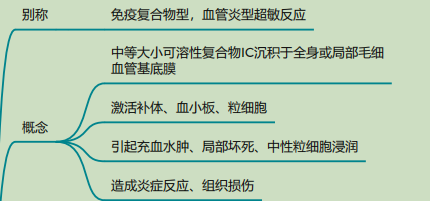 别称
免疫复合物型，血管炎型超敏反应
中等大小可溶性复合物IC沉积于全身或局部毛细
血管基底膜
激活补体、血小板、粒细胞
概念
引起充血水肿、局部坏死、中性粒细胞浸润
造成炎症反应、组织损伤